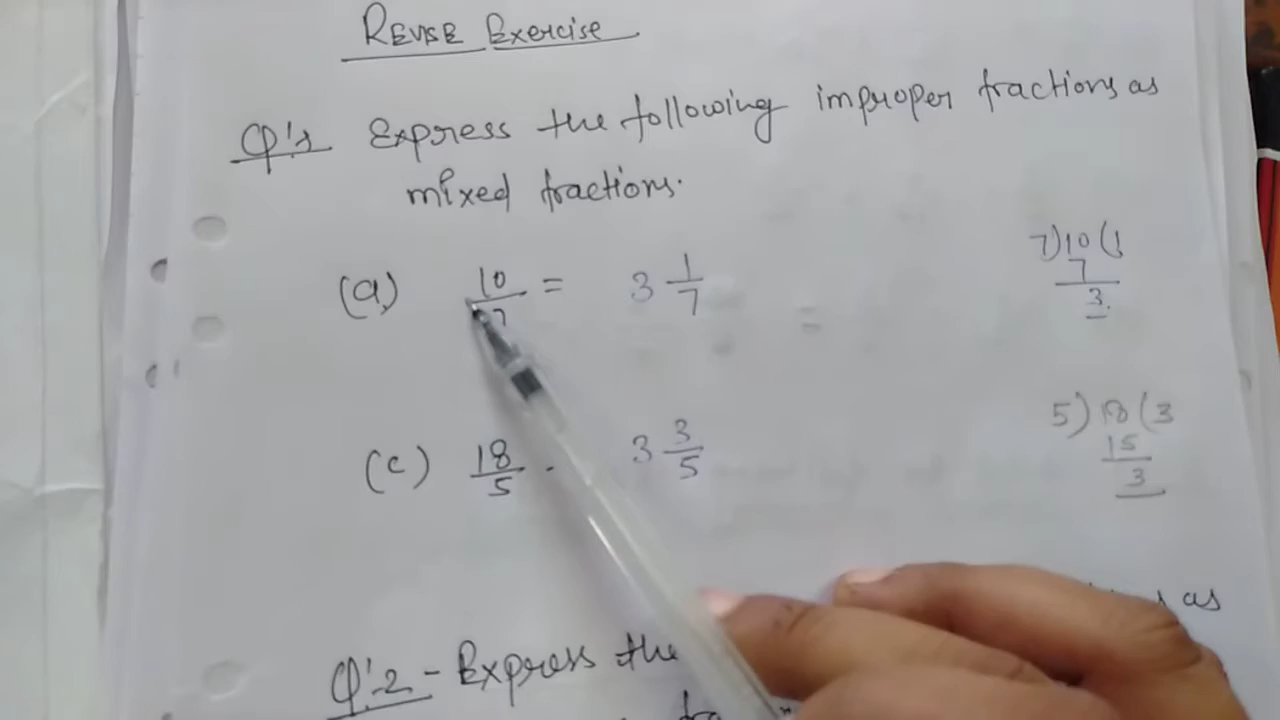 REVISE Exercise
Q'1 Express the following improper fractions as
mixed fractions.
(a) 10/7 = 3 1/7
7)10(1
7
3.
(c) 18/5 - 3 3/5
5)18(3
15
3
Q'2 - Express the as